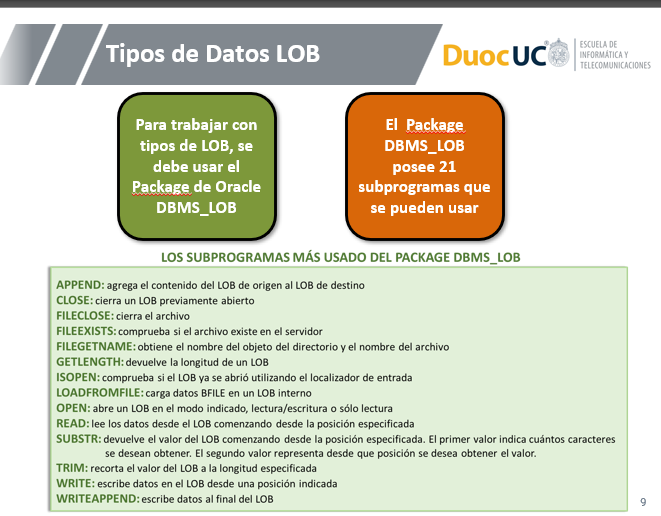 Tipos de Datos LOB
Duoc UC
ESCUELA DE
INFORMÁTICA Y
TELECOMUNICACIONES
Para trabajar con
tipos de LOB, se
debe usar el
Package de Oracle
DBMS_LOB
El Package
DBMS_LOB
posee 21
subprogramas que
se pueden usar
LOS SUBPROGRAMAS MÁS USADO DEL PACKAGE DBMS_LOB
APPEND: agrega el contenido del LOB de origen al LOB de destino
CLOSE: cierra un LOB previamente abierto
FILECLOSE: cierra el archivo
FILEEXISTS: comprueba si el archivo existe en el servidor
FILEGETNAME: obtiene el nombre del objeto del directorio y el nombre del archivo
GETLENGTH: devuelve la longitud de un LOB
ISOPEN: comprueba si el LOB ya se abrió utilizando el localizador de entrada
LOADFROMFILE: carga datos BFILE en un LOB interno
OPEN: abre un LOB en el modo indicado, lectura/escritura o sólo lectura
READ: lee los datos desde el LOB comenzando desde la posición especificada
SUBSTR: devuelve el valor del LOB comenzando desde la posición especificada. El primer valor indica cuántos caracteres
se desean obtener. El segundo valor representa desde que posición se desea obtener el valor.
TRIM: recorta el valor del LOB a la longitud especificada
WRITE: escribe datos en el LOB desde una posición indicada
WRITEAPPEND: escribe datos al final del LOB
9